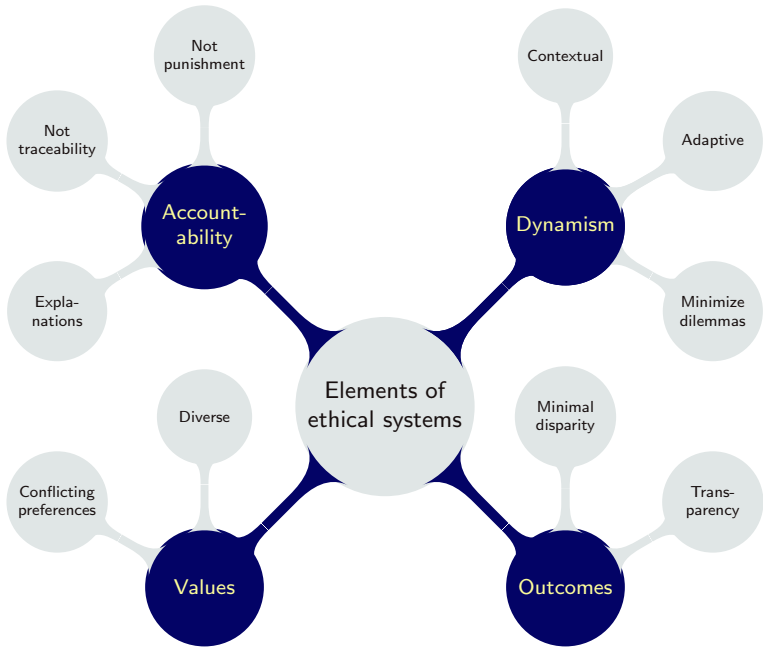 Not
punishment
Contextual
Not
traceability
Adaptive
Account-
ability
Dynamism
Expla-
nations
Minimize
dilemmas
Elements of
ethical systems
Diverse
Minimal
disparity
Conflicting
preferences
Trans-
parency
Values
Outcomes